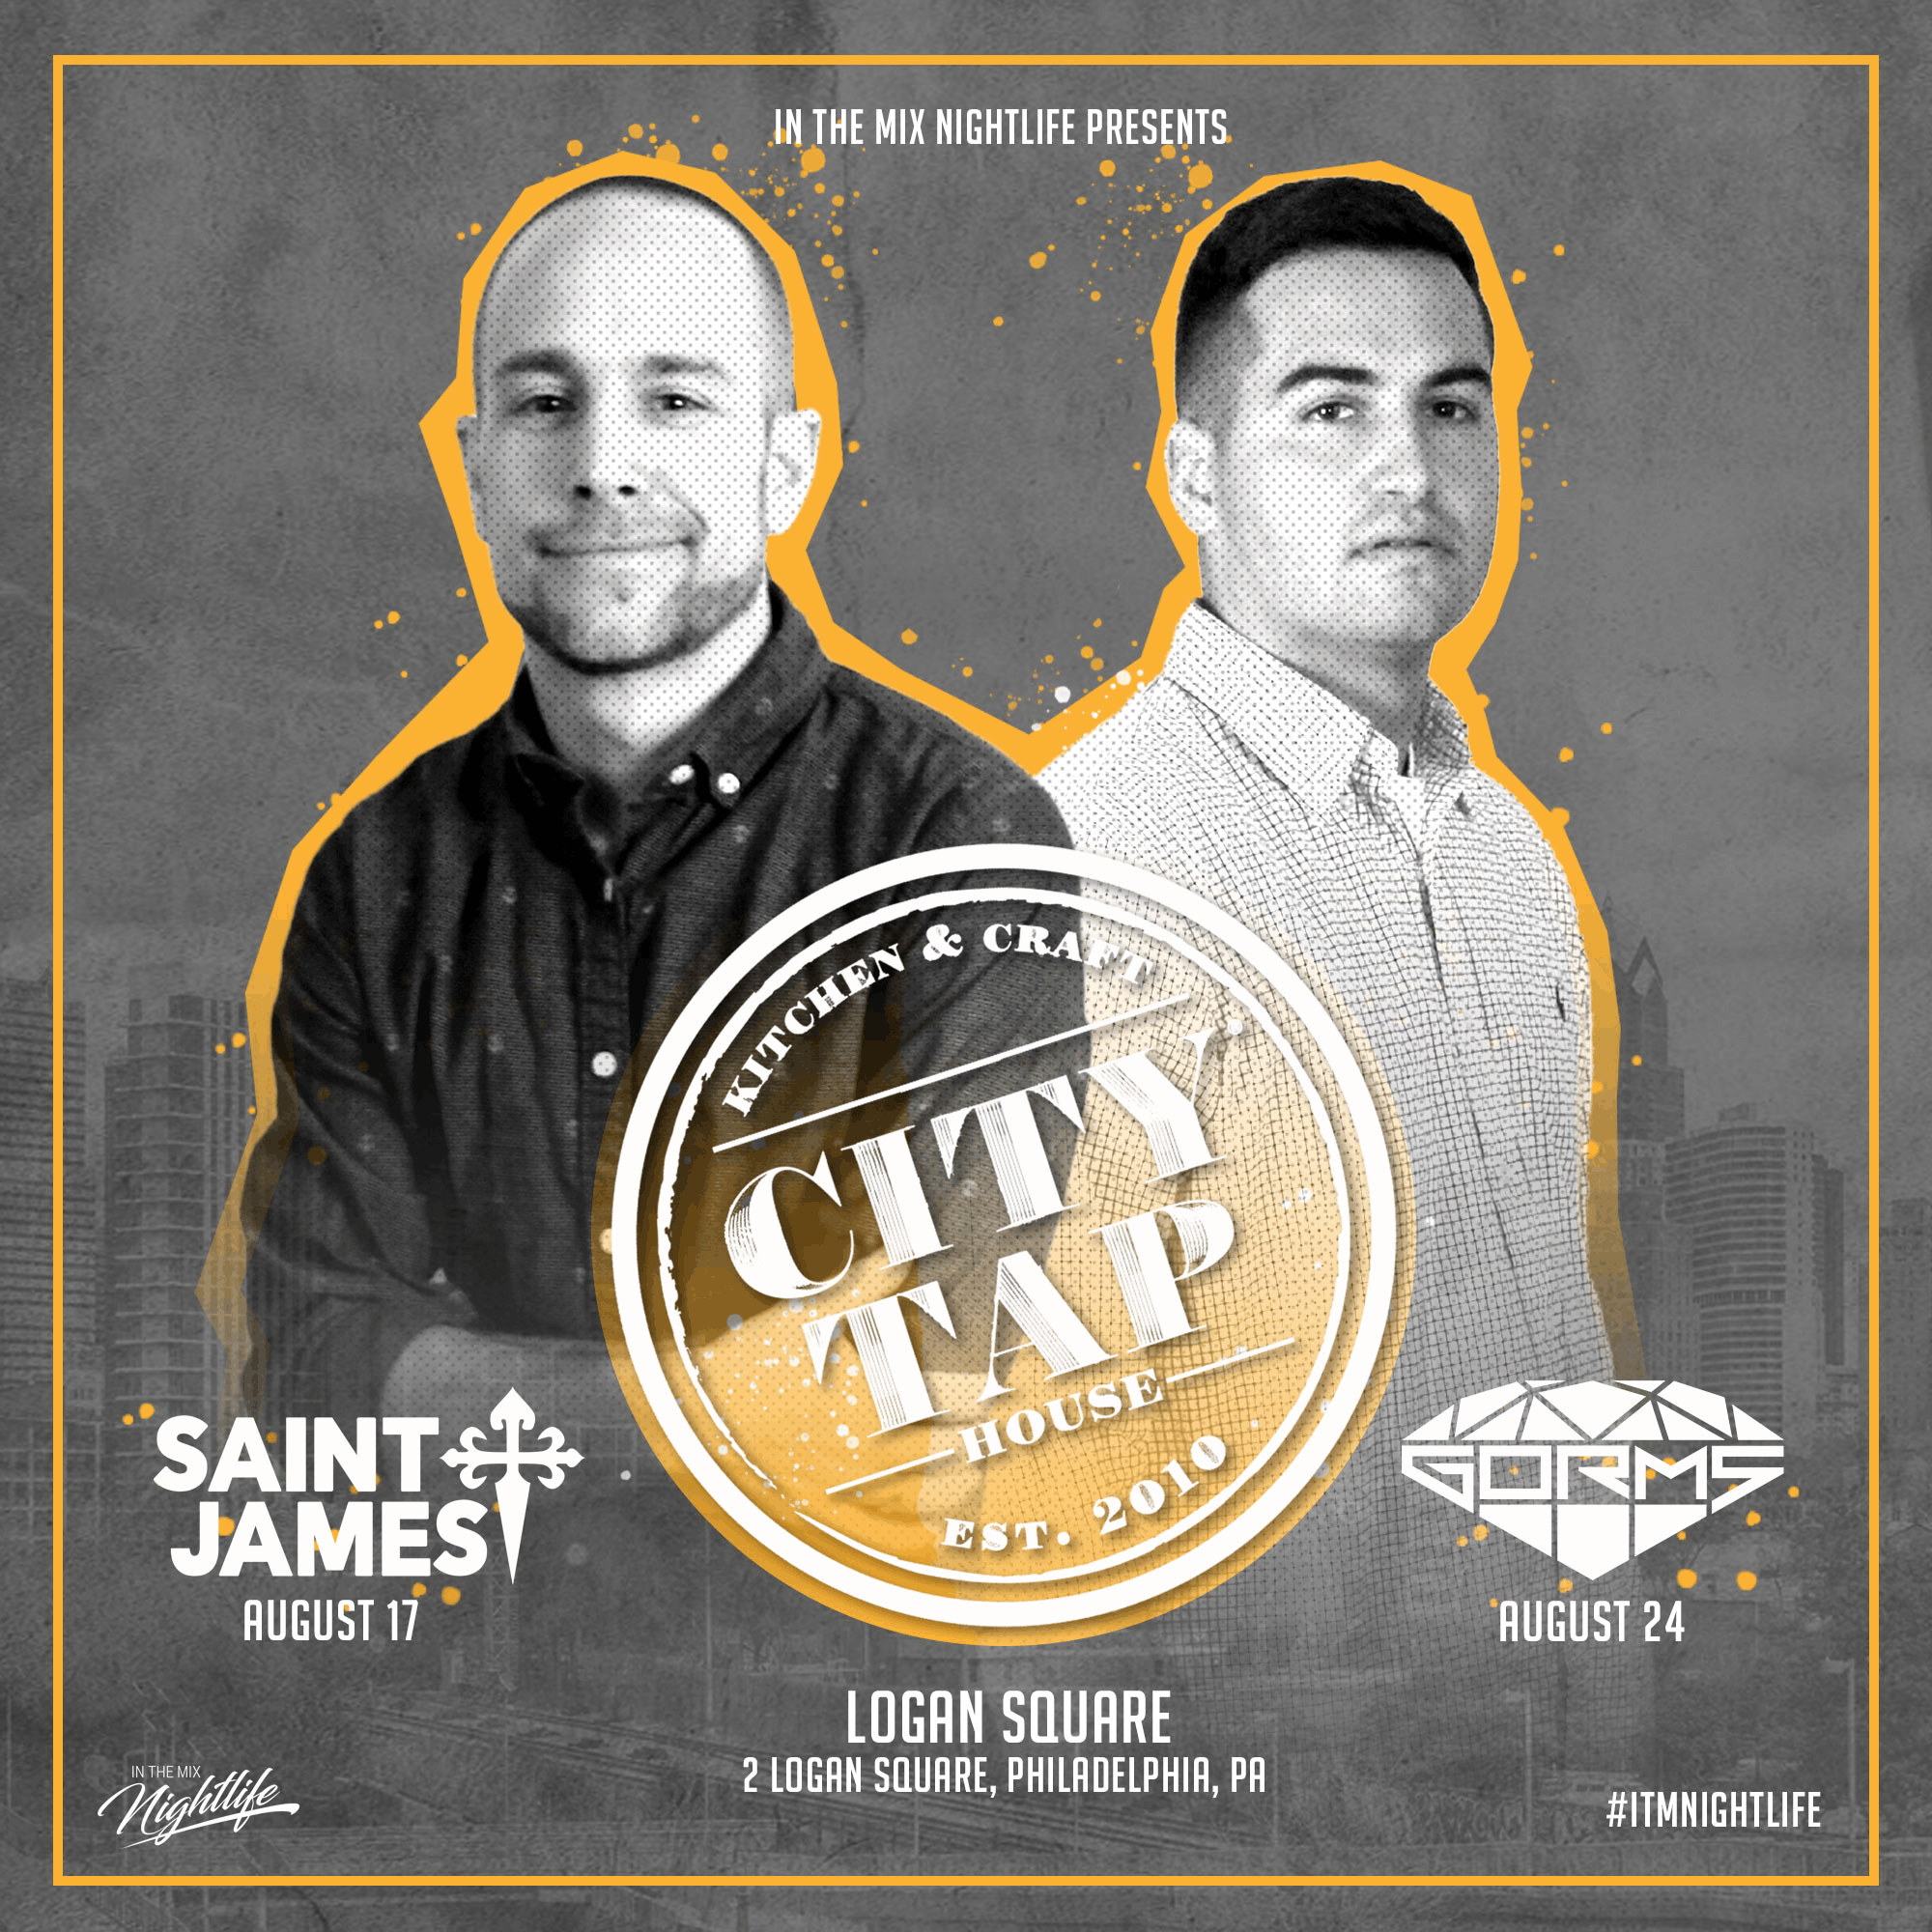 IN THE MIX NIGHTLIFE PRESENTS
KITCHEN & CRAFT
CITY
TAP
HOUSE
EST. 2010
SAINT
JAMES
AUGUST 17
GORMS
AUGUST 24
LOGAN SQUARE
2 LOGAN SQUARE, PHILADELPHIA, PA
IN THE MIX
Nightlife
#ITMNIGHTLIFE